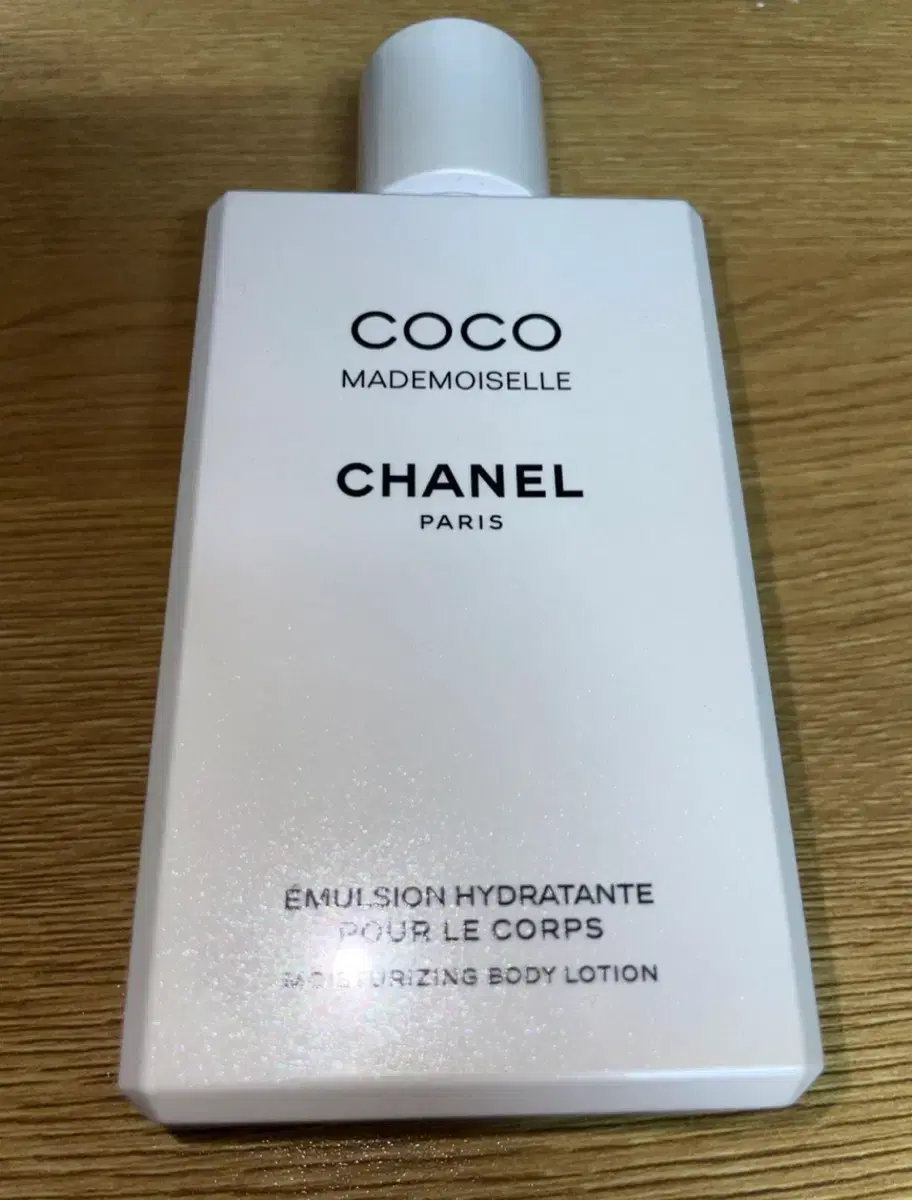 COCO
MADEMOISELLE
CHANEL
PARIS
ÉMULSION HYDRATANTE
POUR LE CORPS
MOISTURIZING BODY LOTION